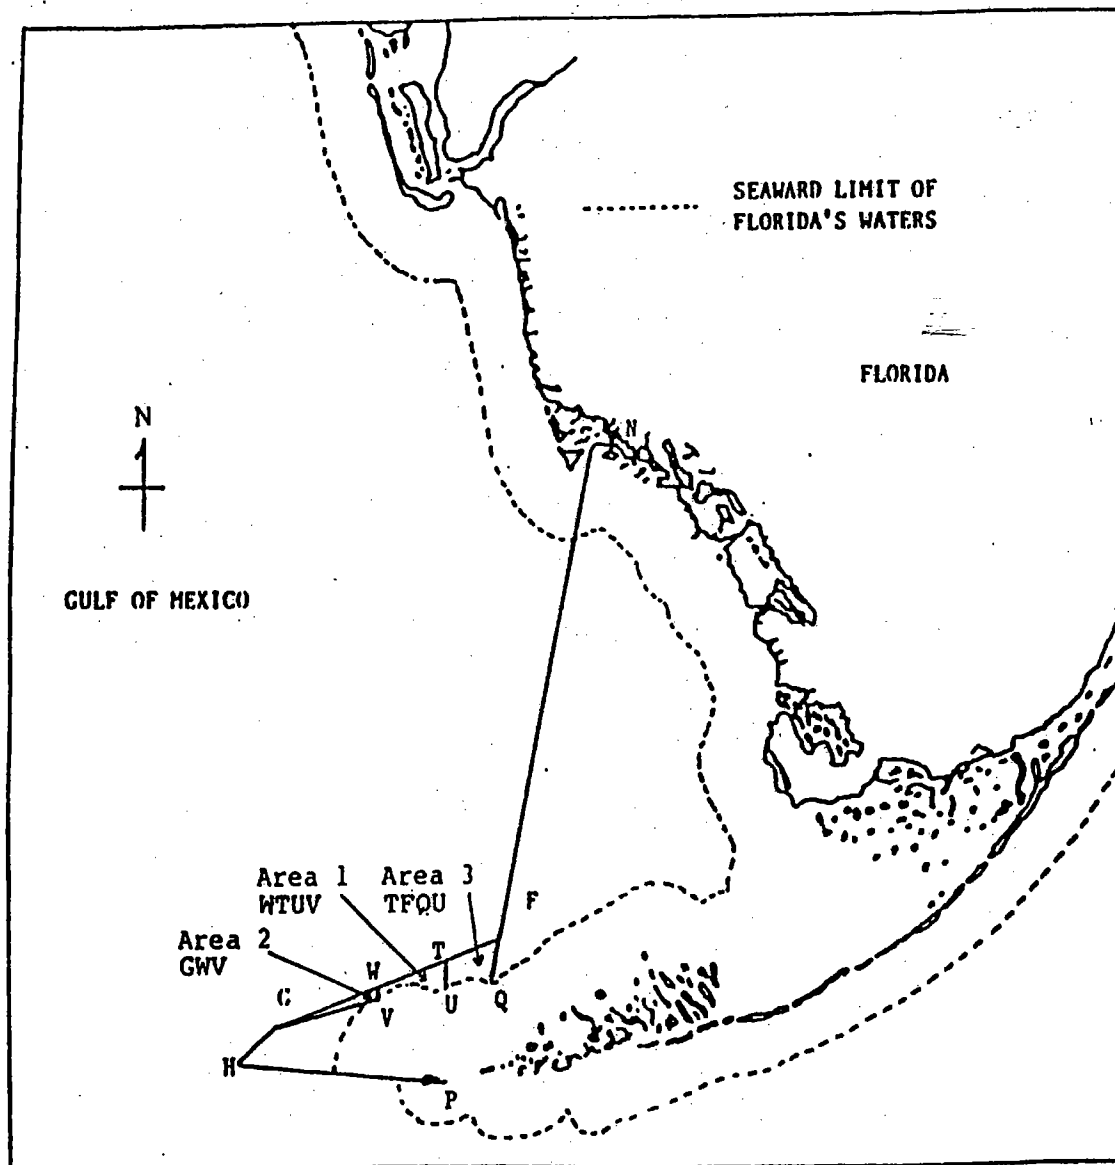 SEAWARD LIMIT OF
FLORIDA'S WATERS
FLORIDA
N
N
GULF OF MEXICO
Area 1
WTUV
Area 3
TFQU
F
Area 2
GWV
W
T
G
V
U
Q
H
P